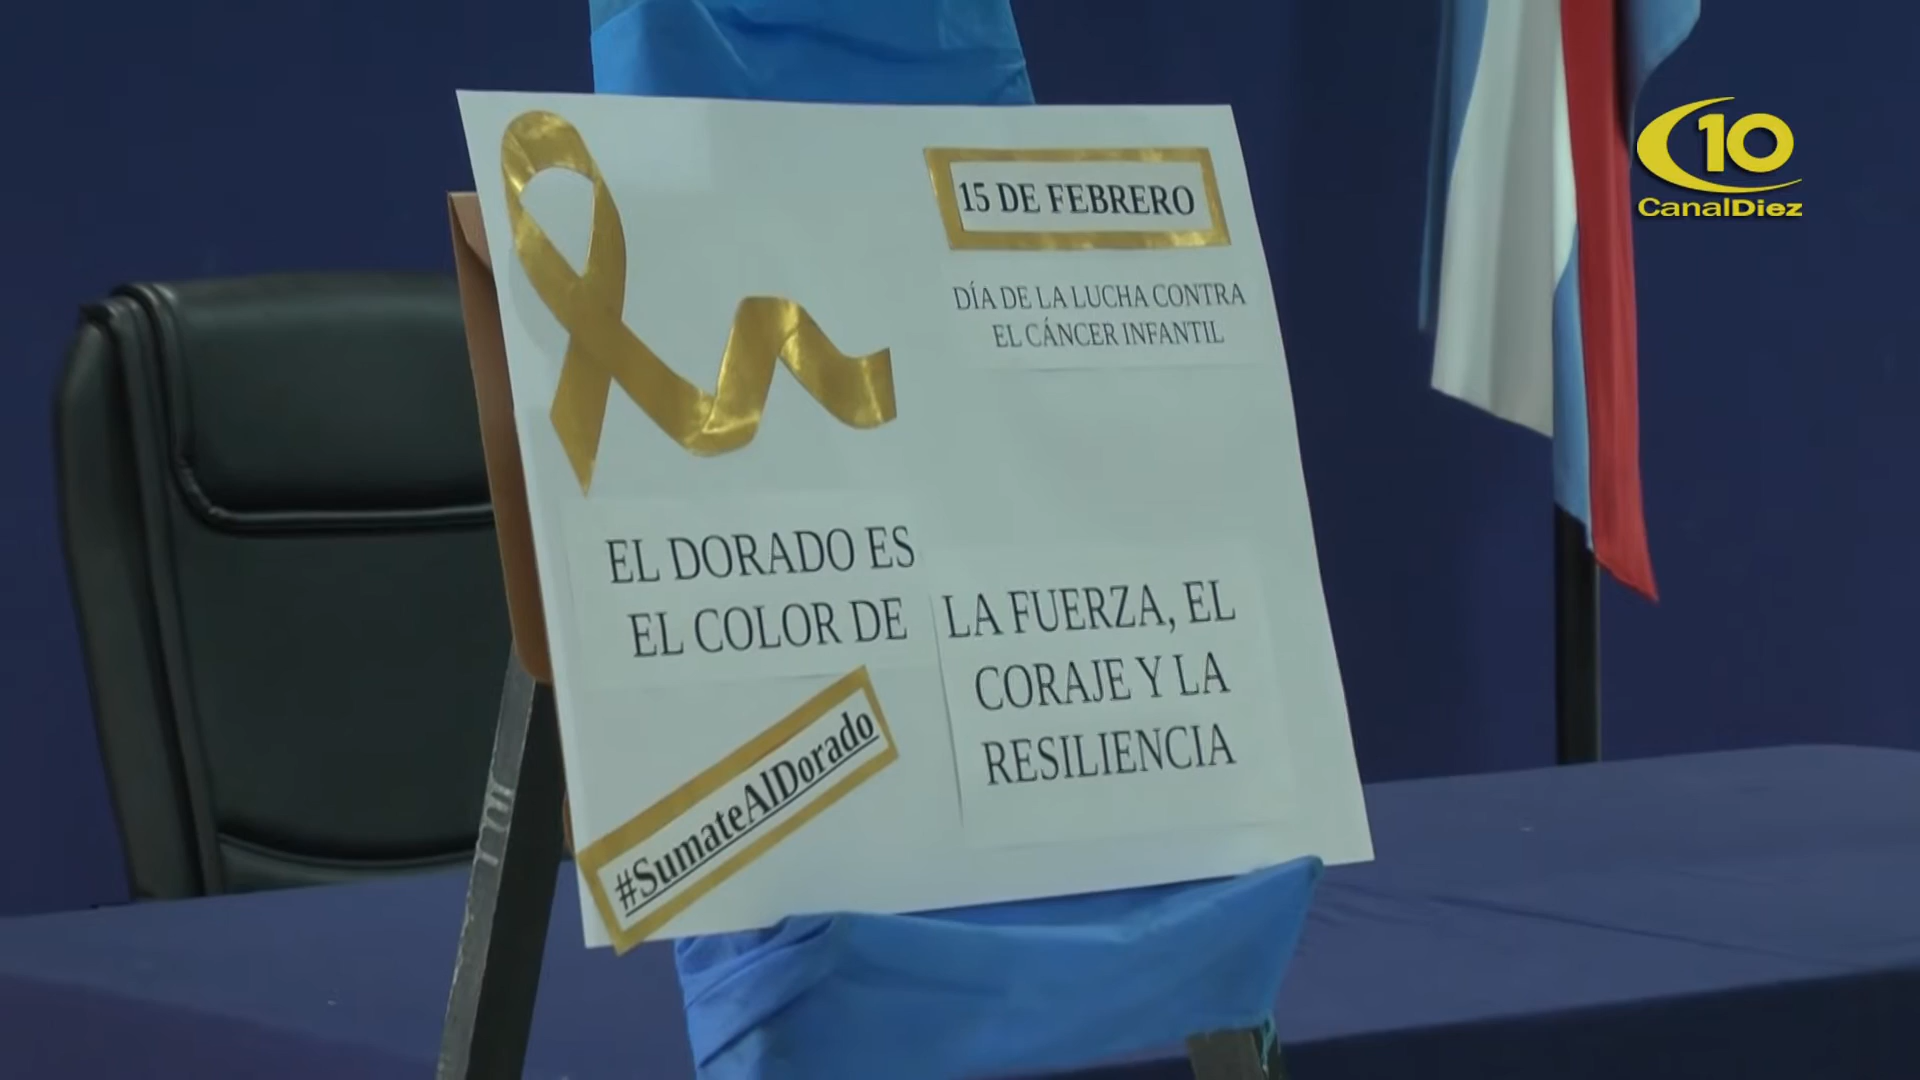 10
CanalDiez
15 DE FEBRERO
DÍA DE LA LUCHA CONTRA
EL CÁNCER INFANTIL
EL DORADO ES
EL COLOR DE
LA FUERZA, EL
CORAJE Y LA
RESILIENCIA
#SumateAlDorado